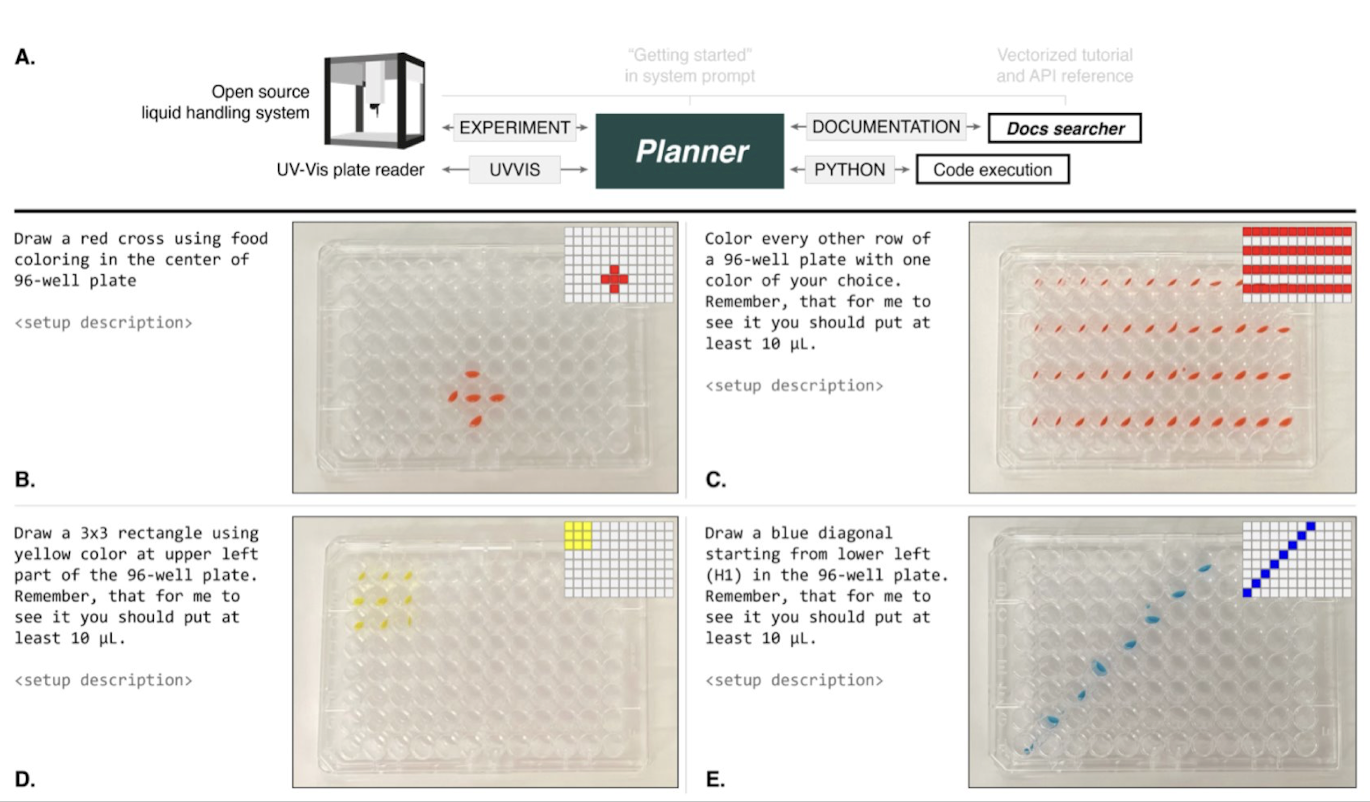 A.
Open source
liquid handling system
UV-Vis plate reader
EXPERIMENT
UVVIS
"Getting started"
in system prompt
Planner
Vectorized tutorial
and API reference
DOCUMENTATION
Docs searcher
PYTHON
Code execution
Draw a red cross using food
coloring in the center of
96-well plate
<setup description>
B.
Color every other row of
a 96-well plate with one
color of your choice.
Remember, that for me to
see it you should put at
least 10 μL.
<setup description>
C.
Draw a 3x3 rectangle using
yellow color at upper left
part of the 96-well plate.
Remember, that for me to
see it you should put at
least 10 μL.
<setup description>
D.
Draw a blue diagonal
starting from lower left
(H1) in the 96-well plate.
Remember, that for me to
see it you should put at
least 10 μL.
<setup description>
E.